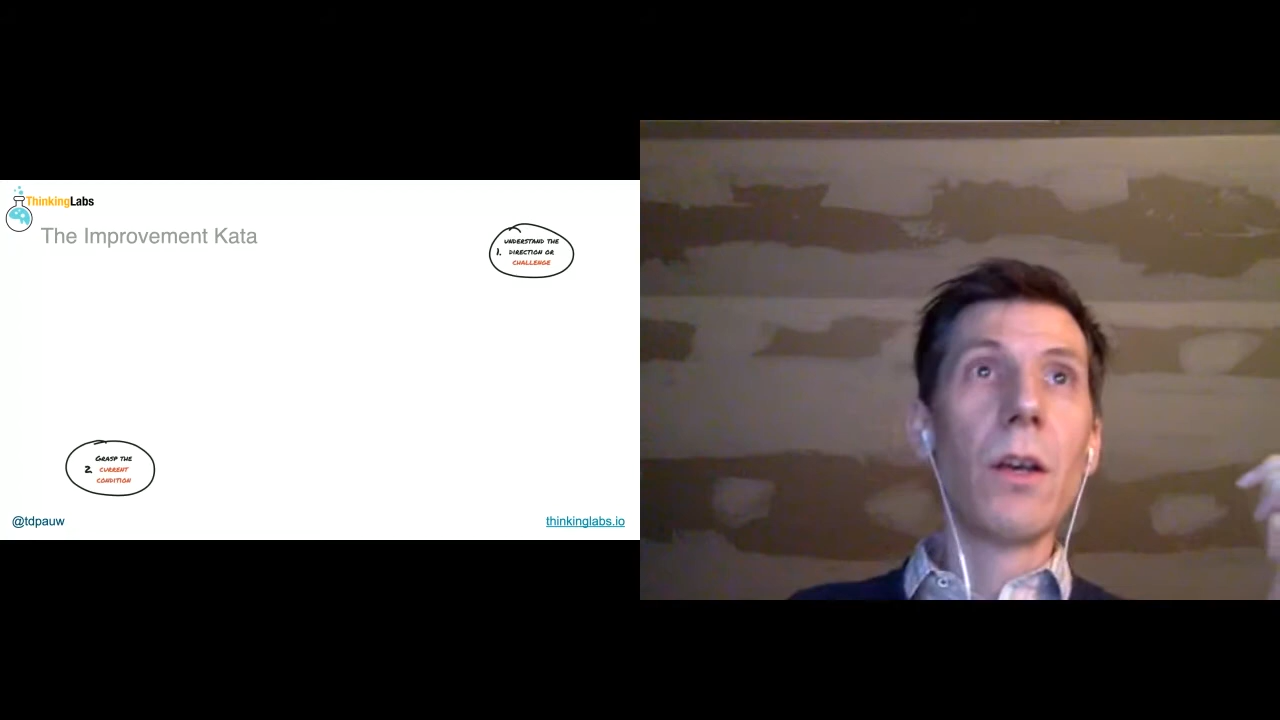 ThinkingLabs
The Improvement Kata
UNDERSTAND THE
1. DIRECTION OR
CHALLENGE
GRASP THE
2. CURRENT
CONDITION
@tdpauw
thinkinglabs.io